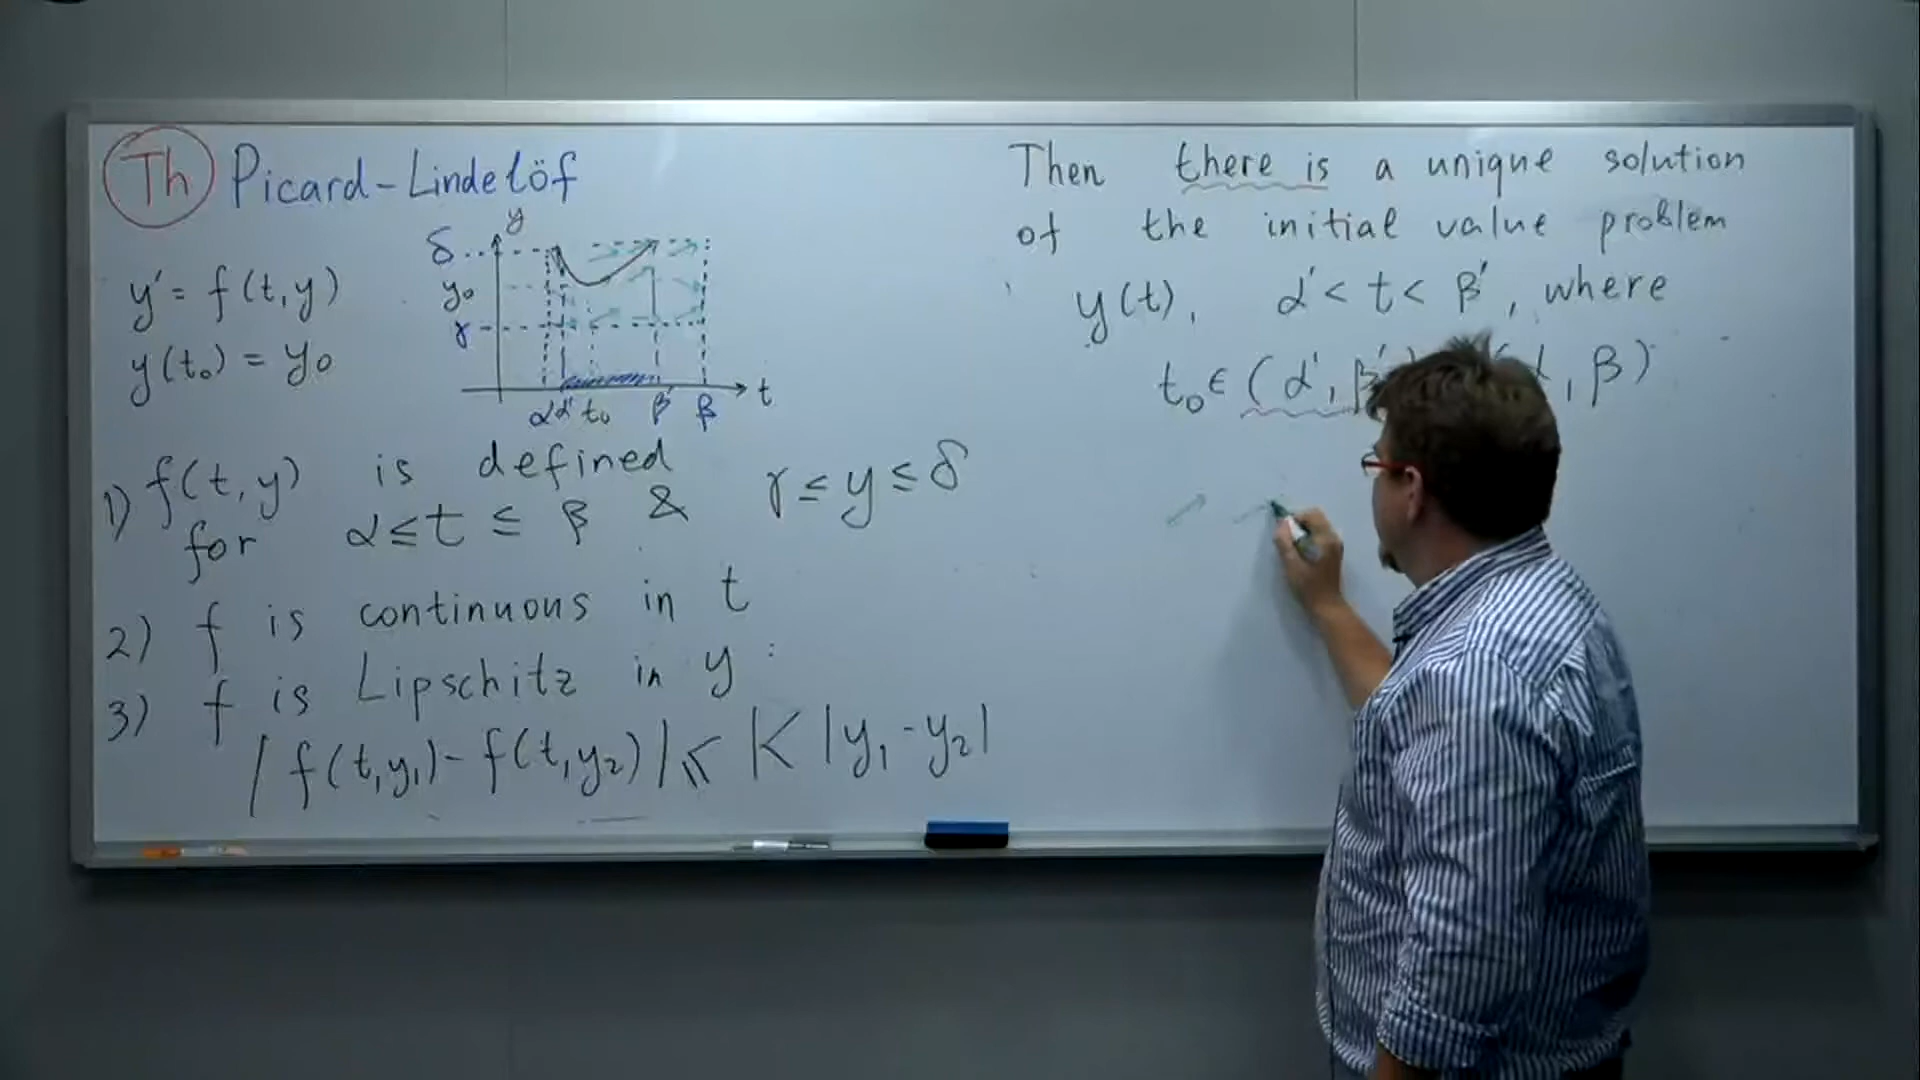 Th Picard-Lindelöf
y' = f(t,y)
y(t₀) = y₀
y
δ
y₀
γ
α α' t₀ β' β t
1) f(t,y) is defined
for α ≤ t ≤ β & γ ≤ y ≤ δ
2) f is continuous in t
3) f is Lipschitz in y :
|f(t,y₁) - f(t,y₂)| ≤ K |y₁ - y₂|
Then there is a unique solution
of the initial value problem
y(t), α' < t < β', where
t₀ ∈ (α', β' , β)